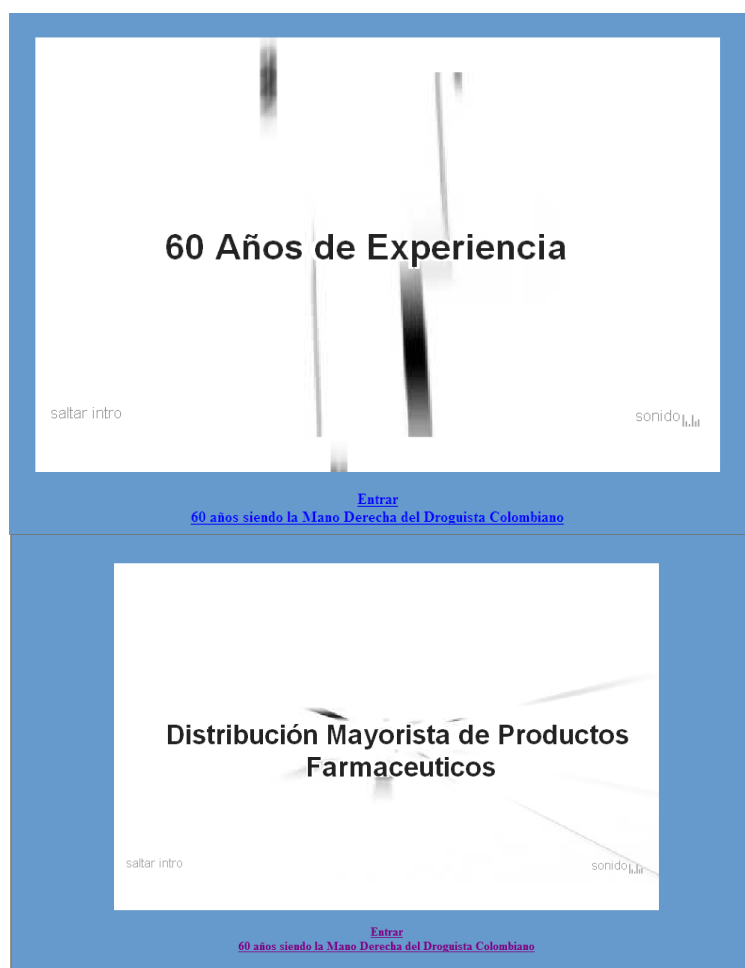 60 Años de Experiencia
saltar intro
sonido
Entrar
60 años siendo la Mano Derecha del Droguista Colombiano
Distribución Mayorista de Productos
Farmaceuticos
saltar intro
sonido
Entrar
60 años siendo la Mano Derecha del Droguista Colombiano